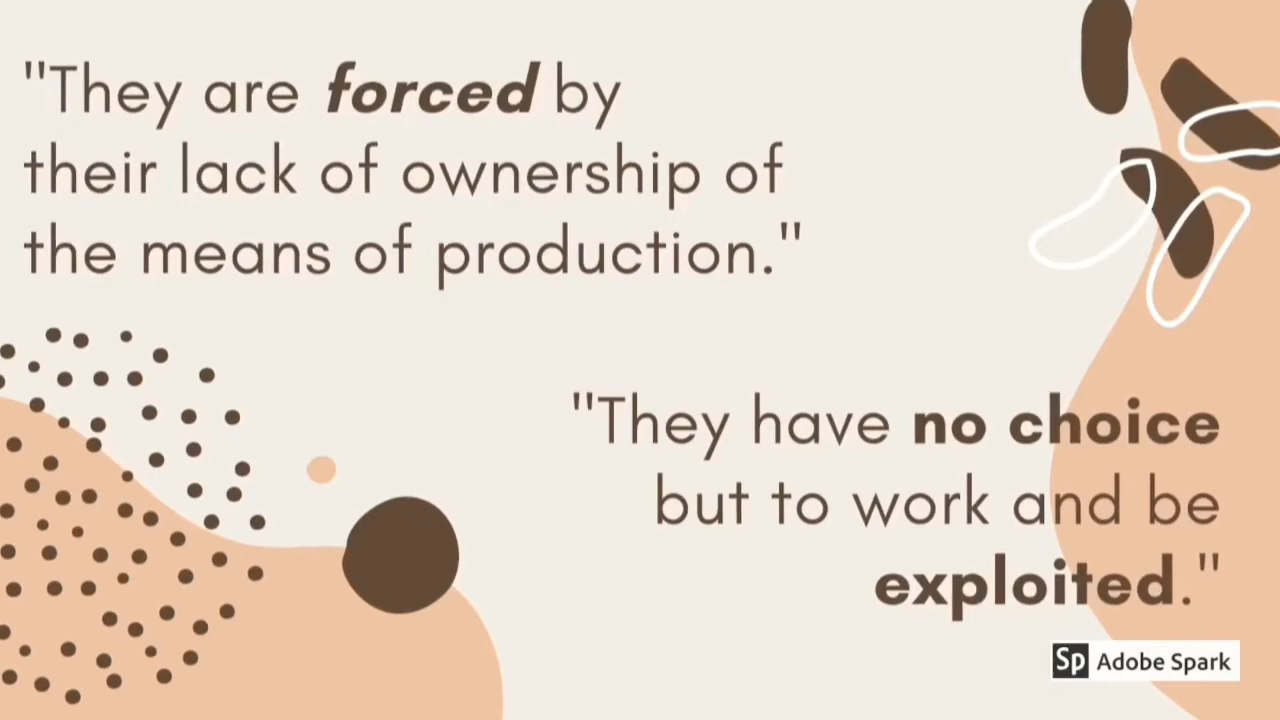 "They are forced by
their lack of ownership of
the means of production."
"They have no choice
but to work and be
exploited."
Sp Adobe Spark